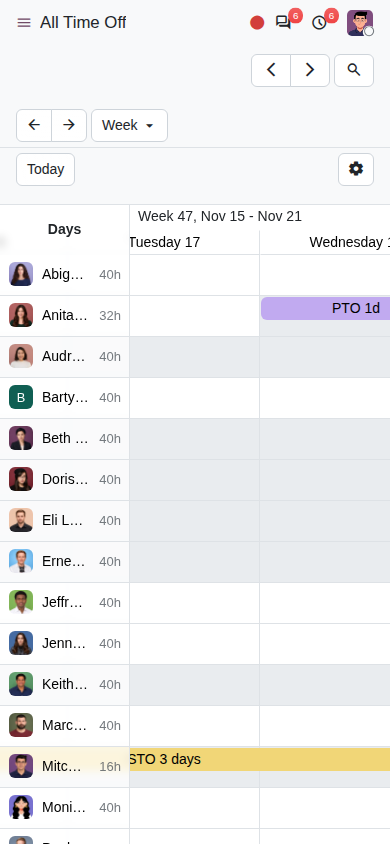 All Time Off
6
6
Week
Today
Days
Week 47, Nov 15 - Nov 21
Tuesday 17
Wednesday 1
Abig... 40h
Anita... 32h
PTO 1d
Audr... 40h
B Barty... 40h
Beth ... 40h
Doris... 40h
Eli L... 40h
Erne... 40h
Jeffr... 40h
Jenn... 40h
Keith... 40h
Marc... 40h
Mitc... 16h
STO 3 days
Moni... 40h